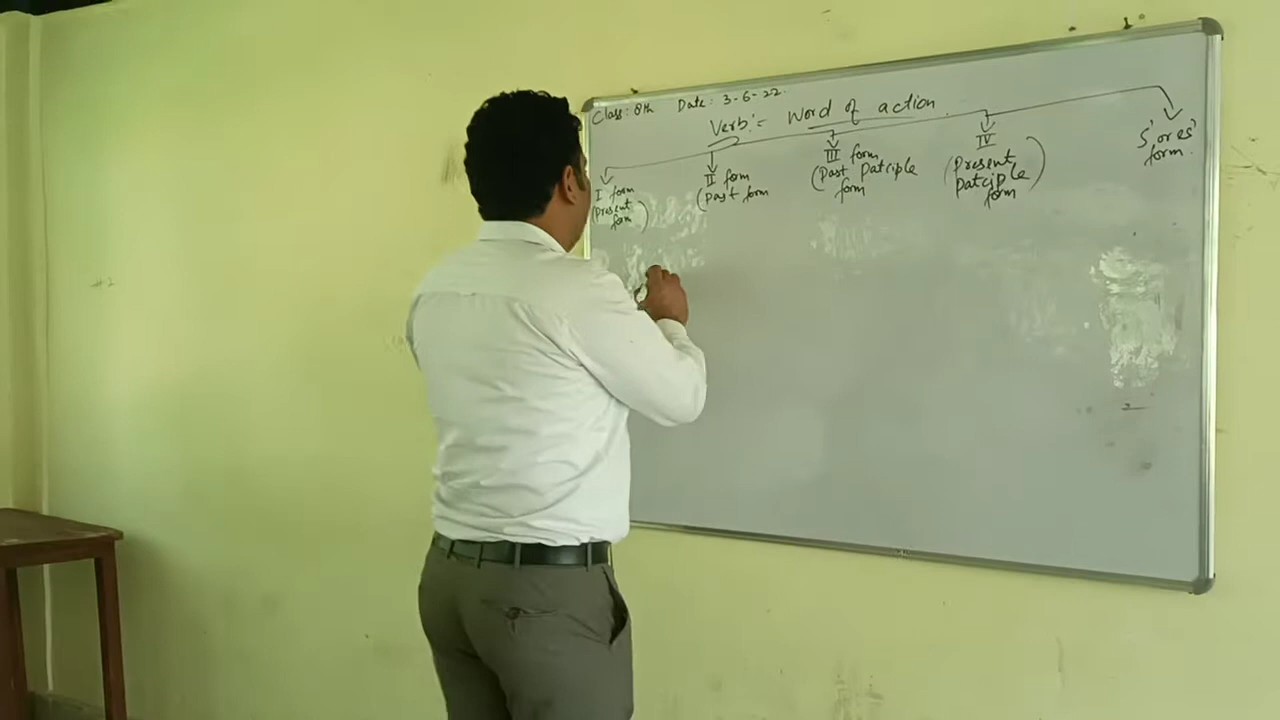 Class: 8th Date: 3-6-22.
Verb:= Word of action
I form
(Present
form)
II form
(Past form
III form
(Past Patciple
form
IV
(Present
Patciple
form)
s' or es'
form.